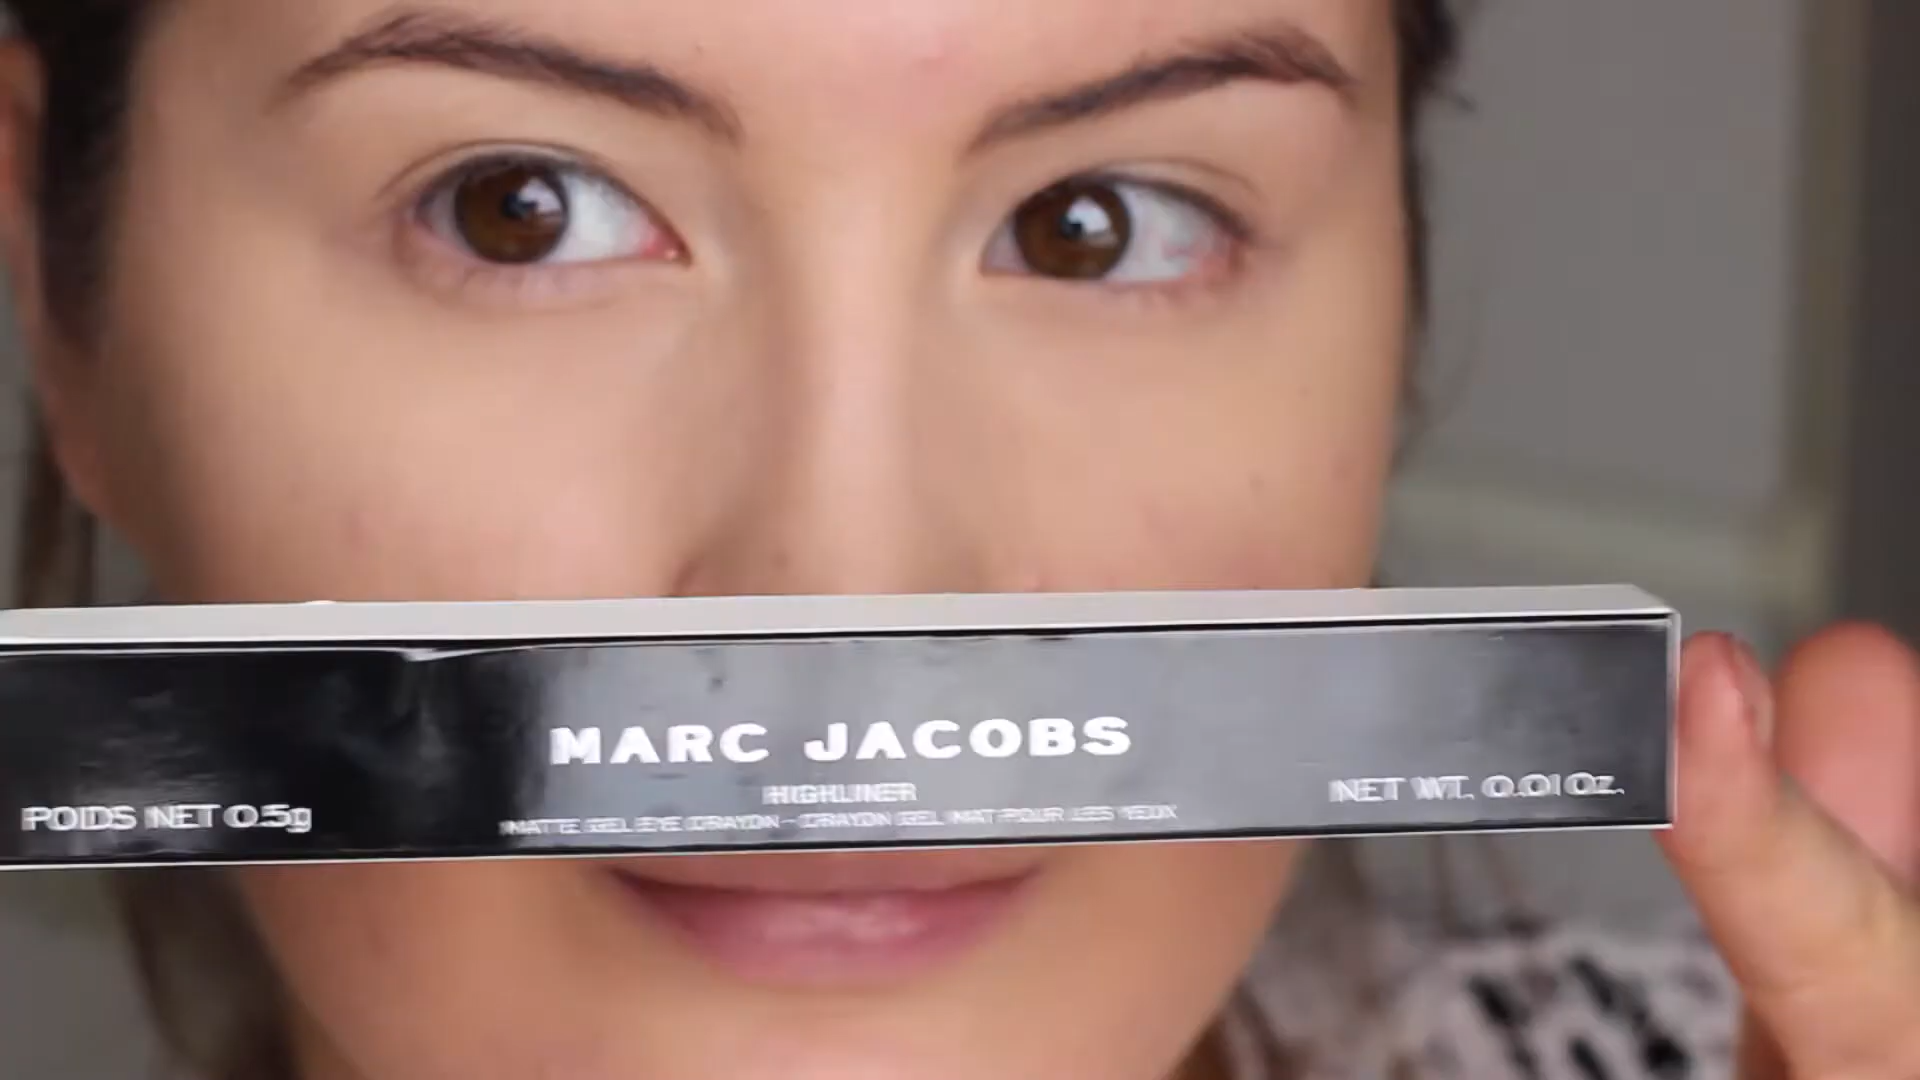 MARC JACOBS
HIGHLINER
MATTE GEL EYE CRAYON - CRAYON GEL MAT POUR LES YEUX
POIDS NET 0.5g
NET WT. 0.01 Oz.